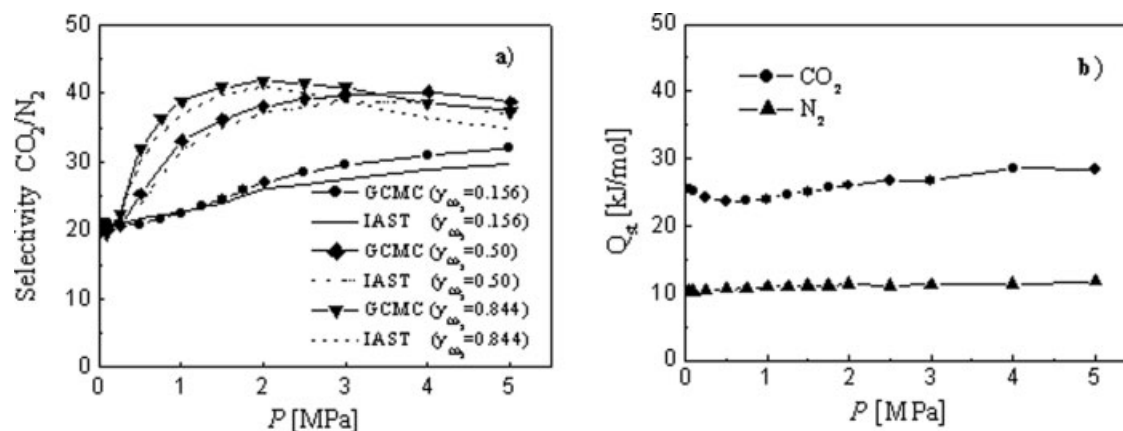 a)
50
40
30
20
10
0
Selectivity CO2/N2
GCMC (yCO2=0.156)
IAST (yCO2=0.156)
GCMC (yCO2=0.50)
IAST (yCO2=0.50)
GCMC (yCO2=0.844)
IAST (yCO2=0.844)
0 1 2 3 4 5
P [MPa]
b)
50
40
30
20
10
0
Qst [kJ/mol]
CO2
N2
0 1 2 3 4 5
P [MPa]